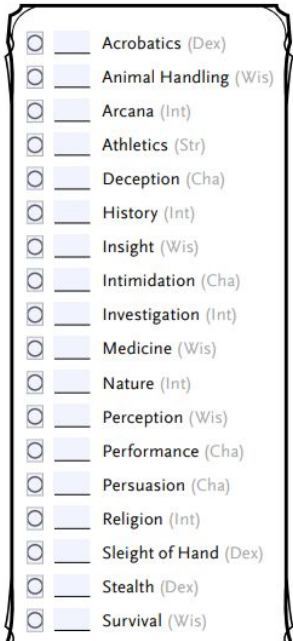 Acrobatics (Dex)
Animal Handling (Wis)
Arcana (Int)
Athletics (Str)
Deception (Cha)
History (Int)
Insight (Wis)
Intimidation (Cha)
Investigation (Int)
Medicine (Wis)
Nature (Int)
Perception (Wis)
Performance (Cha)
Persuasion (Cha)
Religion (Int)
Sleight of Hand (Dex)
Stealth (Dex)
Survival (Wis)